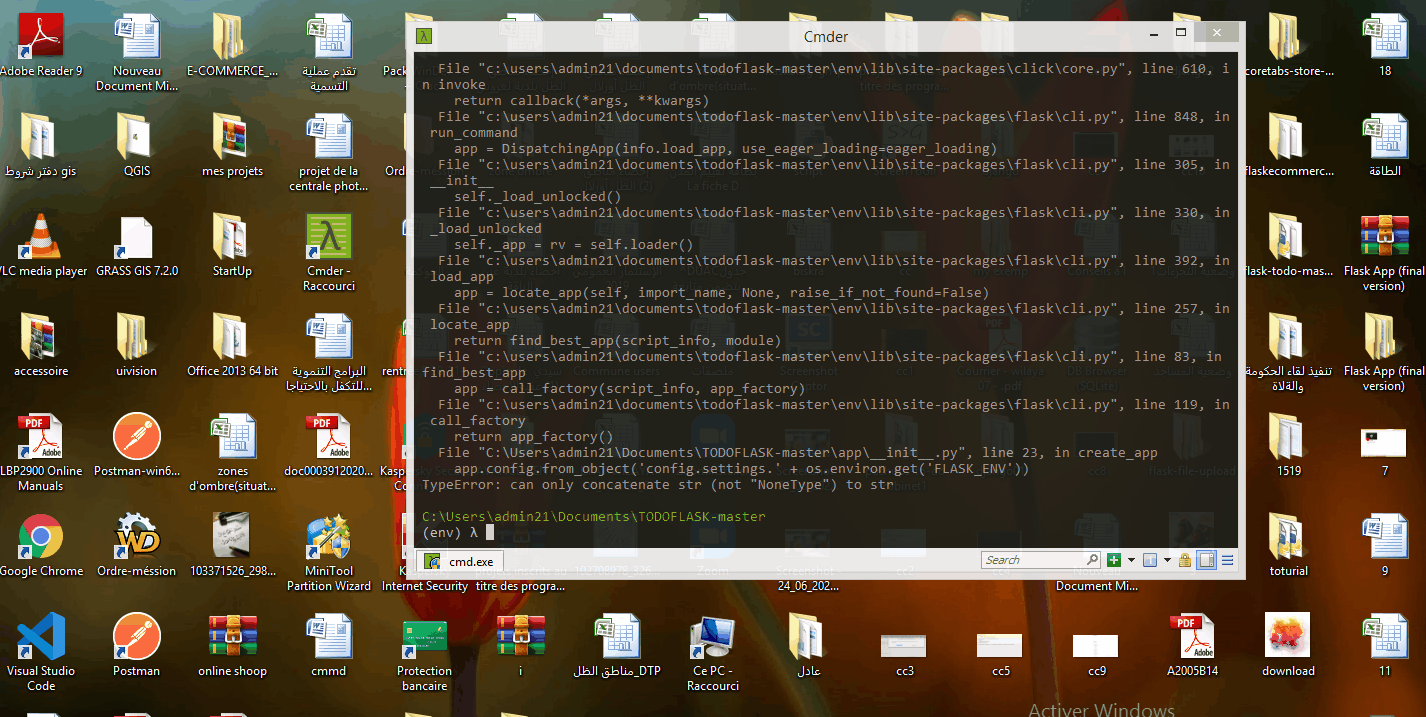 Adobe Reader 9
Nouveau
Document Mi...
E-COMMERCE_...
تقدم عملية
التسمية
coretabs-store-...
18
دفتر شروط gis
QGIS
mes projets
projet de la
centrale phot...
flaskecommerc...
الطاقة
VLC media player
GRASS GIS 7.2.0
StartUp
Cmder -
Raccourci
flask-todo-mas...
Flask App (final
version)
accessoire
uivision
Office 2013 64 bit
البرامج التنموية
للتكفل بالاحتياجا...
تنفيذ لقاء الحكومة
والةلاة
Flask App (final
version)
LBP2900 Online
Manuals
Postman-win6...
zones
d'ombre(situat...
doc0003912020...
1519
7
Google Chrome
Ordre-méssion
103371526_298...
MiniTool
Partition Wizard
Internet Security
titre des progra...
Zoom
Screenshot
24_06_202...
Document Mi...
toturial
9
Visual Studio
Code
Postman
online shoop
cmmd
Protection
bancaire
i
مناطق الظل_DTP
Ce PC -
Raccourci
عادل
cc3
cc5
cc9
A2005B14
download
11
Cmder
File "c:\users\admin21\documents\todoflask-master\env\lib\site-packages\click\core.py", line 610, i
n invoke
return callback(*args, **kwargs)
File "c:\users\admin21\documents\todoflask-master\env\lib\site-packages\flask\cli.py", line 848, in
run_command
app = DispatchingApp(info.load_app, use_eager_loading=eager_loading)
File "c:\users\admin21\documents\todoflask-master\env\lib\site-packages\flask\cli.py", line 305, in
__init__
self._load_unlocked()
File "c:\users\admin21\documents\todoflask-master\env\lib\site-packages\flask\cli.py", line 330, in
_load_unlocked
self._app = rv = self.loader()
File "c:\users\admin21\documents\todoflask-master\env\lib\site-packages\flask\cli.py", line 392, in
load_app
app = locate_app(self, import_name, None, raise_if_not_found=False)
File "c:\users\admin21\documents\todoflask-master\env\lib\site-packages\flask\cli.py", line 257, in
locate_app
return find_best_app(script_info, module)
File "c:\users\admin21\documents\todoflask-master\env\lib\site-packages\flask\cli.py", line 83, in
find_best_app
app = call_factory(script_info, app_factory)
File "c:\users\admin21\documents\todoflask-master\env\lib\site-packages\flask\cli.py", line 119, in
call_factory
return app_factory()
File "C:\Users\admin21\Documents\TODOFLASK-master\app\__init__.py", line 23, in create_app
app.config.from_object('config.settings.' + os.environ.get('FLASK_ENV'))
TypeError: can only concatenate str (not "NoneType") to str
C:\Users\admin21\Documents\TODOFLASK-master
(env) λ
cmd.exe
Search
Activer Windows